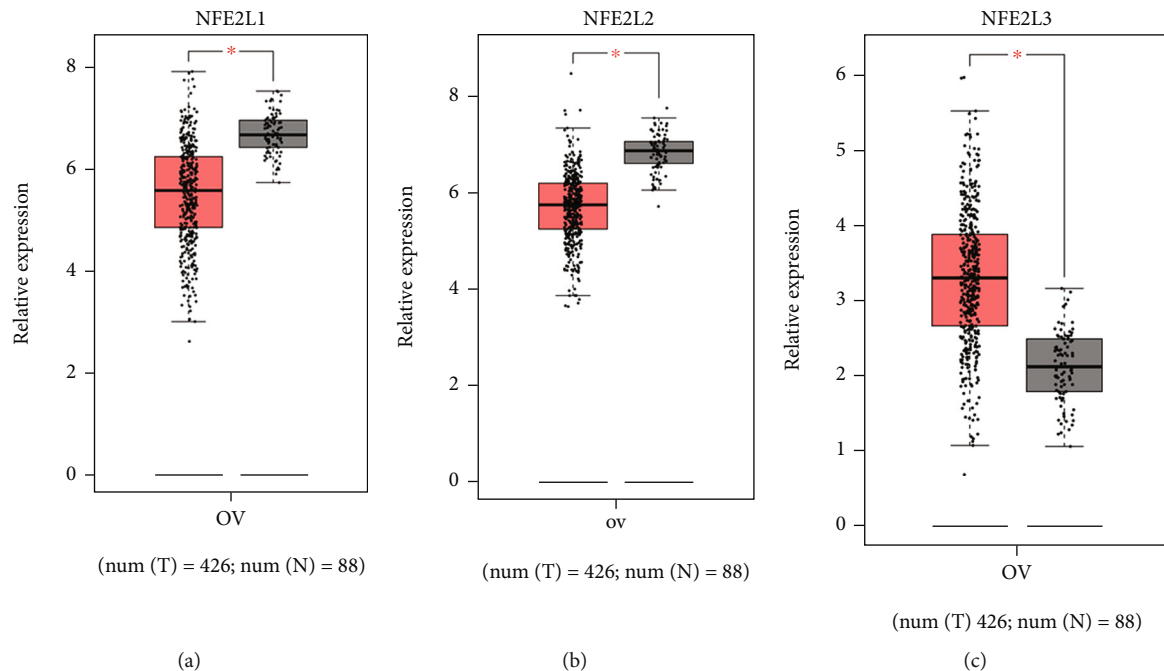 NFE2L1
*
Relative expression
8
6
4
2
0
OV
(num (T) = 426; num (N) = 88)
(a)
NFE2L2
*
Relative expression
8
6
4
2
0
ov
(num (T) = 426; num (N) = 88)
(b)
NFE2L3
*
Relative expression
6
5
4
3
2
1
0
OV
(num (T) 426; num (N) = 88)
(c)